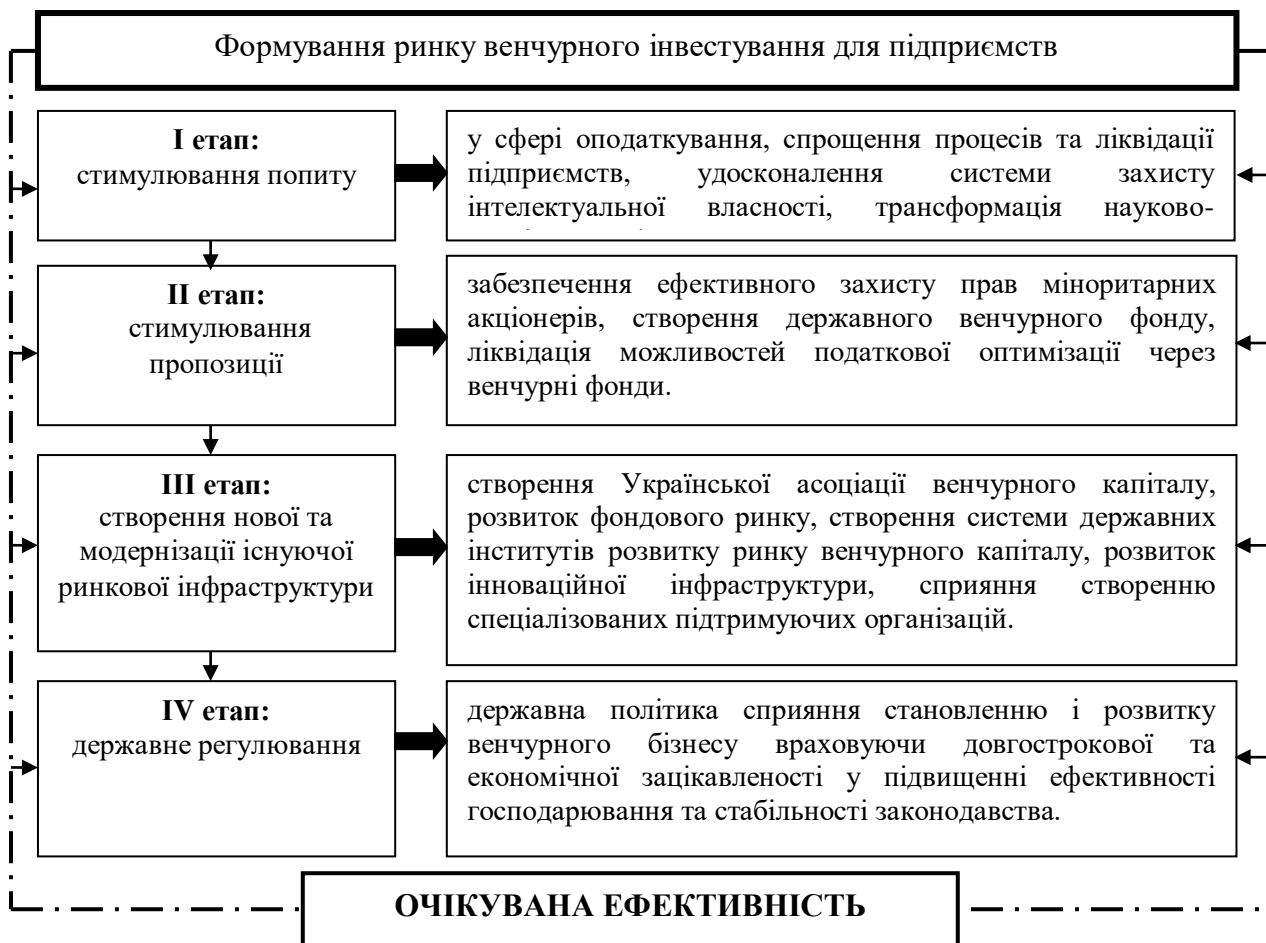 Формування ринку венчурного інвестування для підприємств
І етап:
стимулювання попиту
у сфері оподаткування, спрощення процесів та ліквідації
підприємств, удосконалення системи захисту
інтелектуальної власності, трансформація науково-
ІІ етап:
стимулювання
пропозиції
забезпечення ефективного захисту прав міноритарних
акціонерів, створення державного венчурного фонду,
ліквідація можливостей податкової оптимізації через
венчурні фонди.
ІІІ етап:
створення нової та
модернізації існуючої
ринкової інфраструктури
створення Української асоціації венчурного капіталу,
розвиток фондового ринку, створення системи державних
інститутів розвитку ринку венчурного капіталу, розвиток
інноваційної інфраструктури, сприяння створенню
спеціалізованих підтримуючих організацій.
IV етап:
державне регулювання
державна політика сприяння становленню і розвитку
венчурного бізнесу враховуючи довгострокової та
економічної зацікавленості у підвищенні ефективності
господарювання та стабільності законодавства.
ОЧІКУВАНА ЕФЕКТИВНІСТЬ